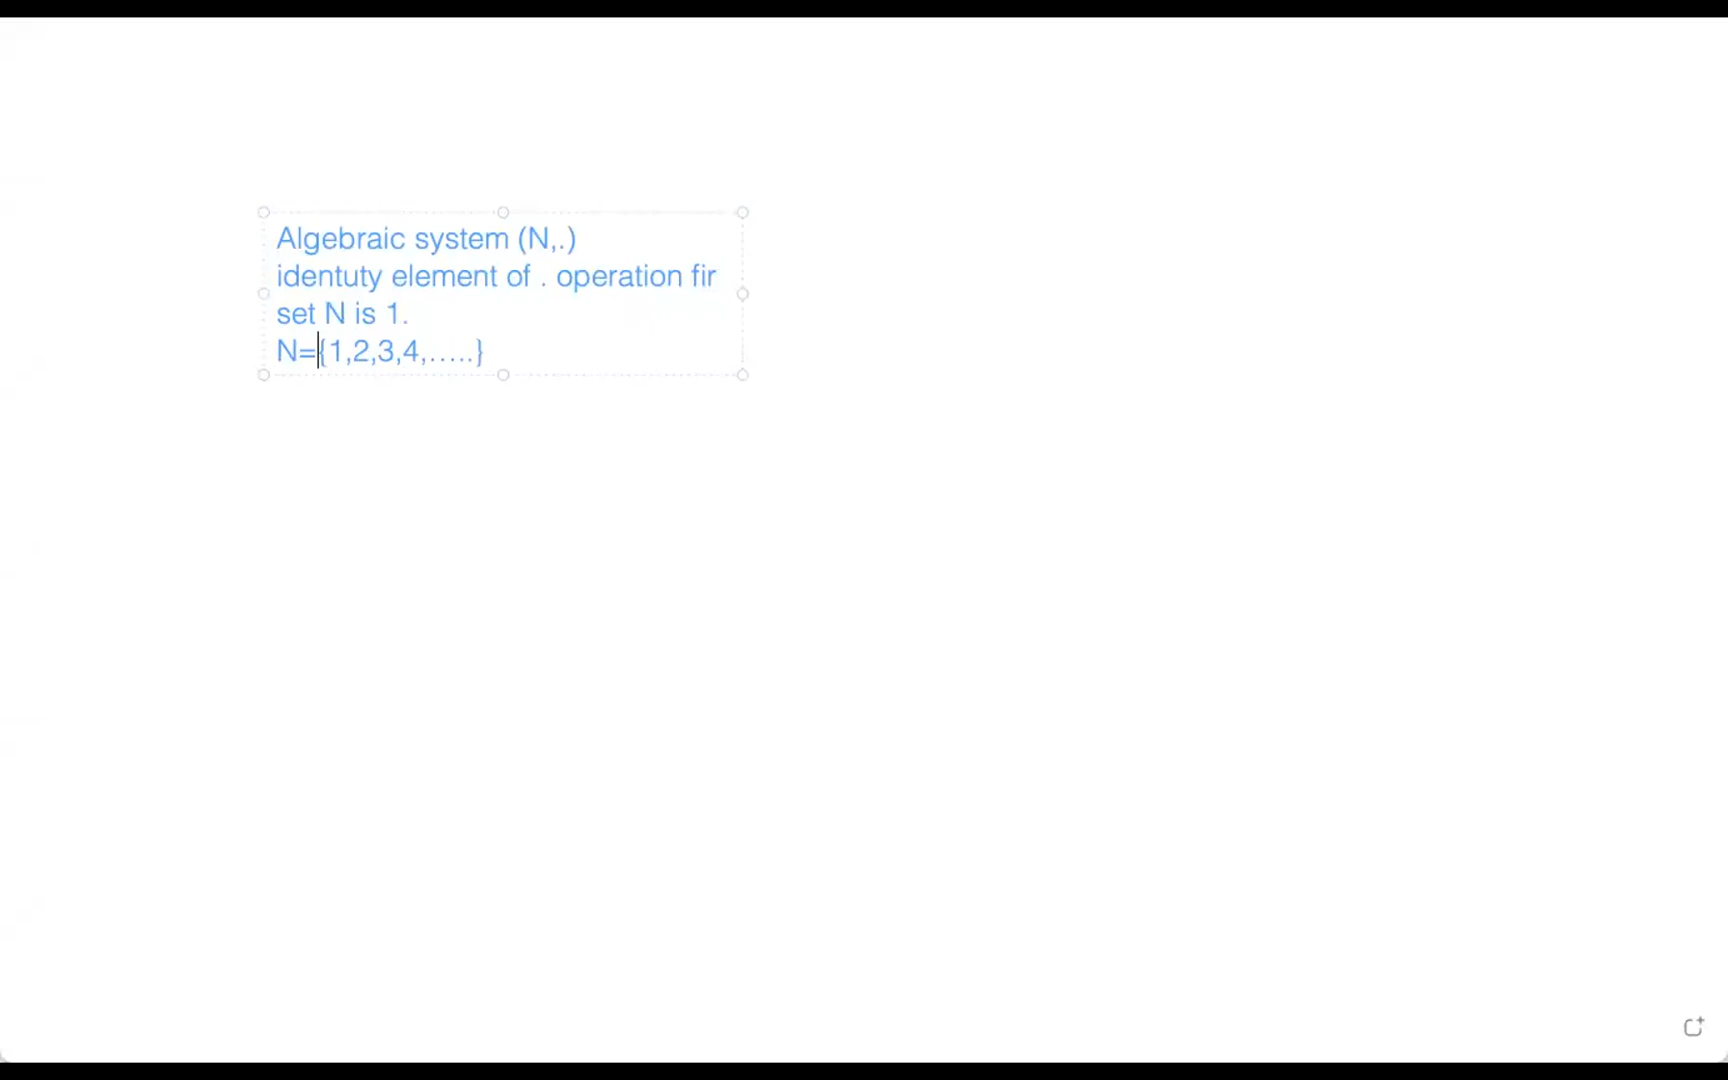 Algebraic system (N,.)
identuty element of . operation fir
set N is 1.
N={1,2,3,4,.....}